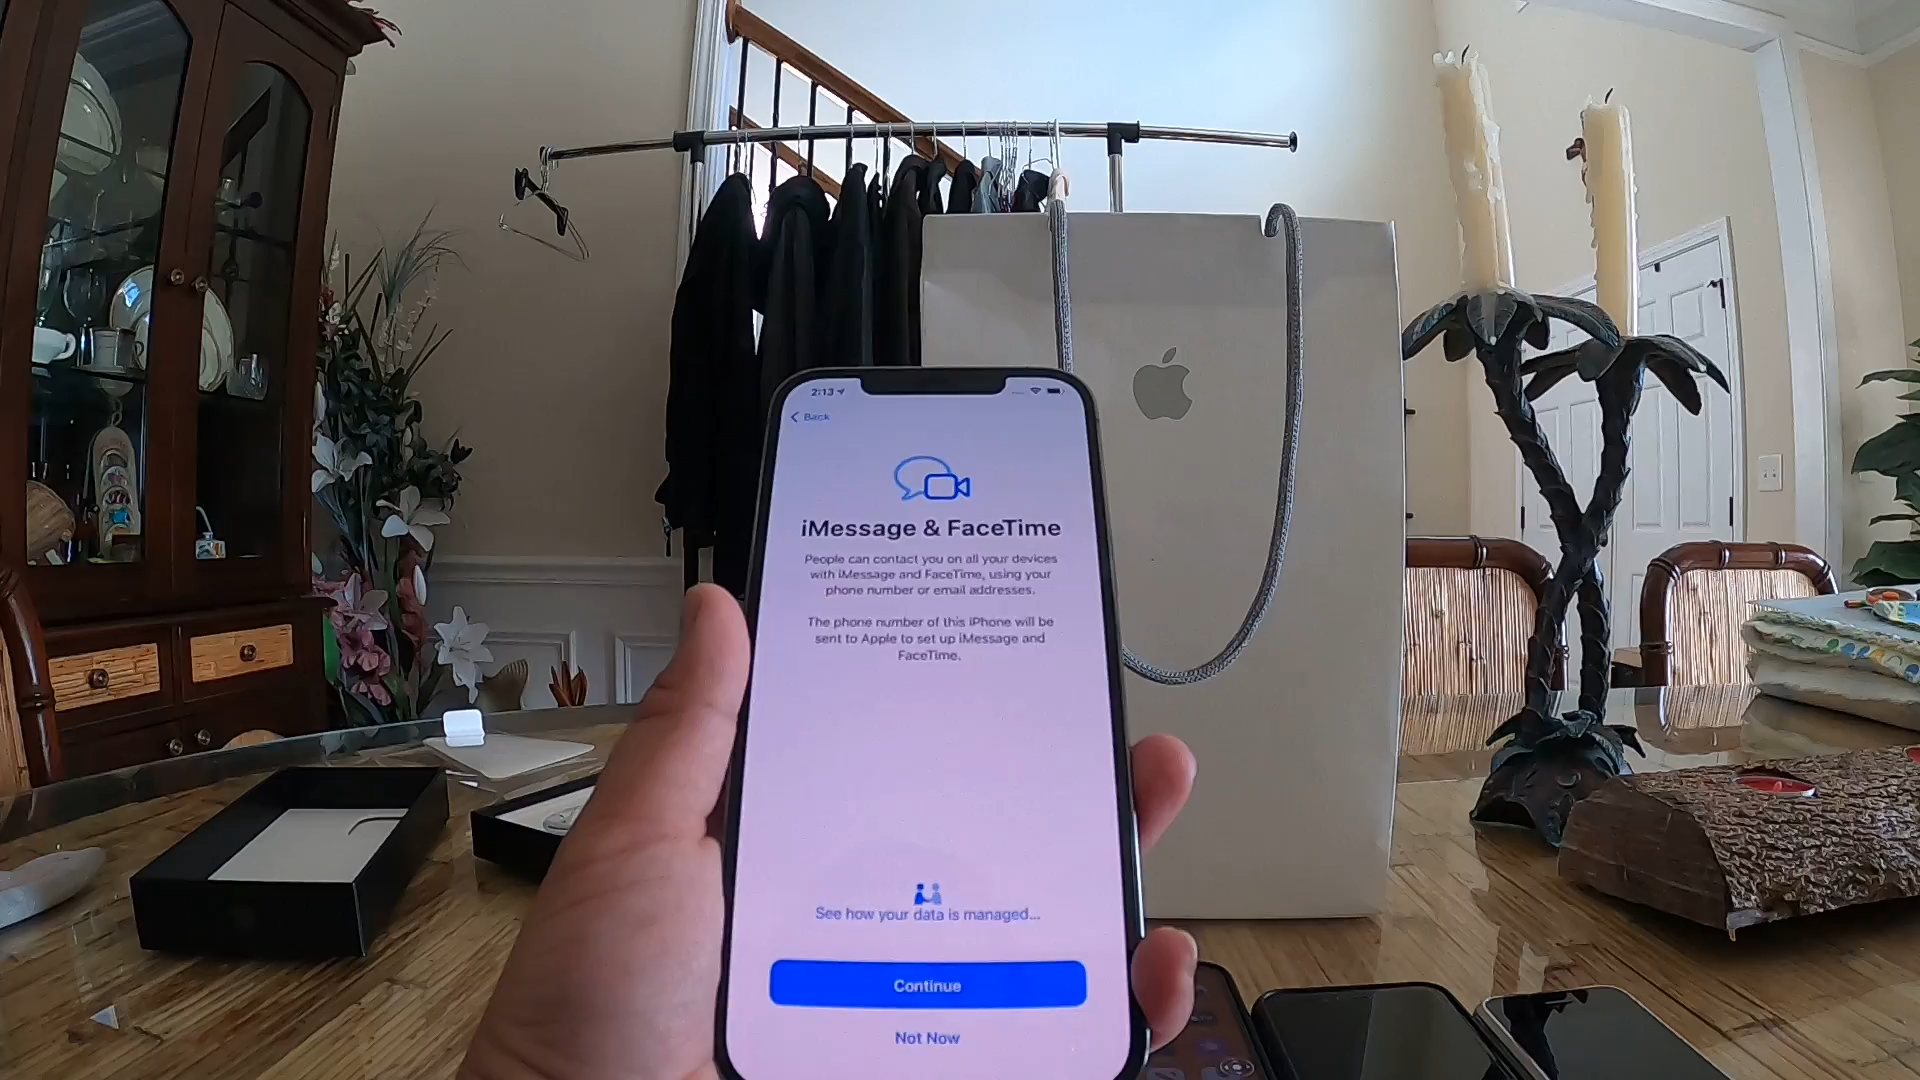 2:13
Back
iMessage & FaceTime
People can contact you on all your devices
with iMessage and FaceTime, using your
phone number or email addresses.
The phone number of this iPhone will be
sent to Apple to set up iMessage and
FaceTime.
See how your data is managed...
Continue
Not Now